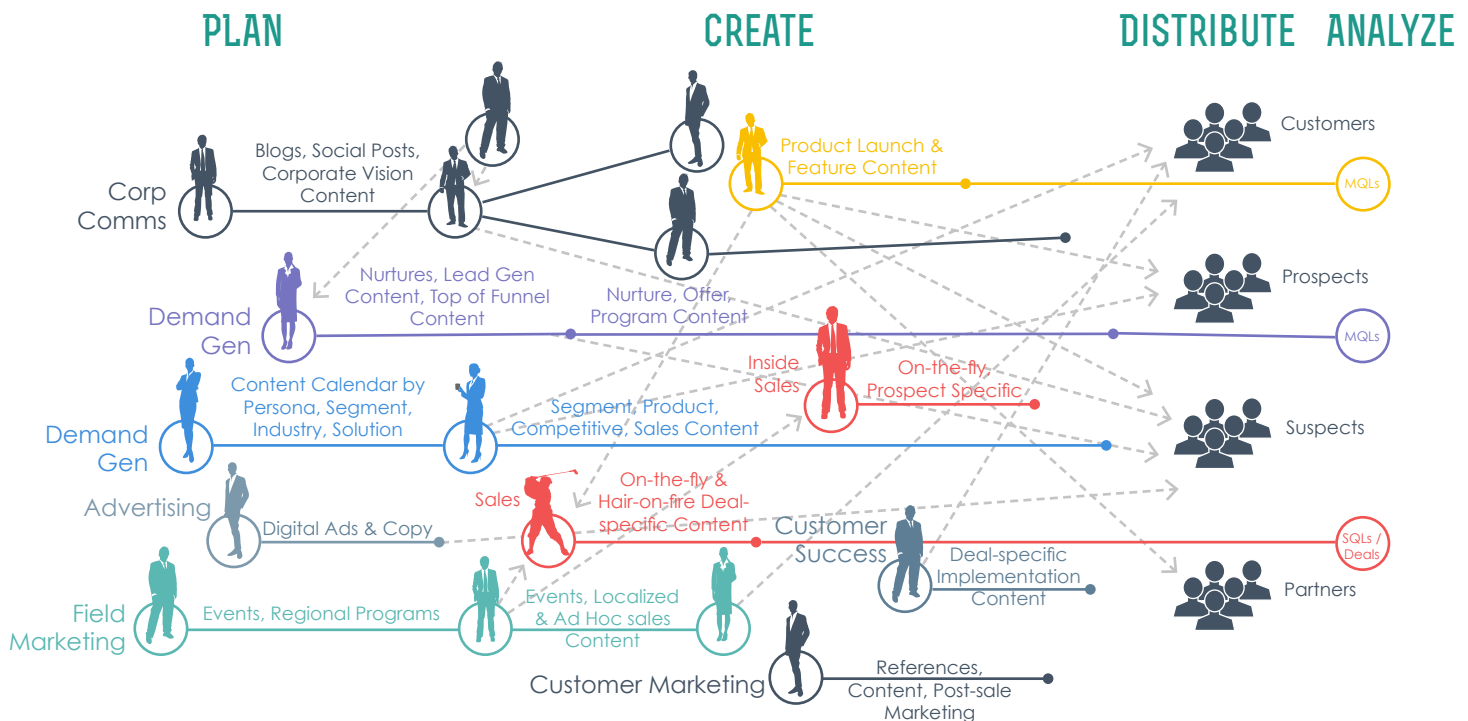 PLAN
CREATE
DISTRIBUTE
ANALYZE
Corp
Comms
Blogs, Social Posts,
Corporate Vision
Content
Product Launch &
Feature Content
Customers
MQLs
Demand
Gen
Nurtures, Lead Gen
Content, Top of Funnel
Content
Nurture, Offer,
Program Content
Prospects
MQLs
Demand
Gen
Content Calendar by
Persona, Segment,
Industry, Solution
Segment, Product,
Competitive, Sales Content
Inside
Sales
On-the-fly,
Prospect Specific
Suspects
Advertising
Digital Ads & Copy
Sales
On-the-fly &
Hair-on-fire Deal-
specific Content
Customer
Success
Deal-specific
Implementation
Content
SQLs /
Deals
Partners
Field
Marketing
Events, Regional Programs
Events, Localized
& Ad Hoc sales
Content
Customer Marketing
References,
Content, Post-sale
Marketing